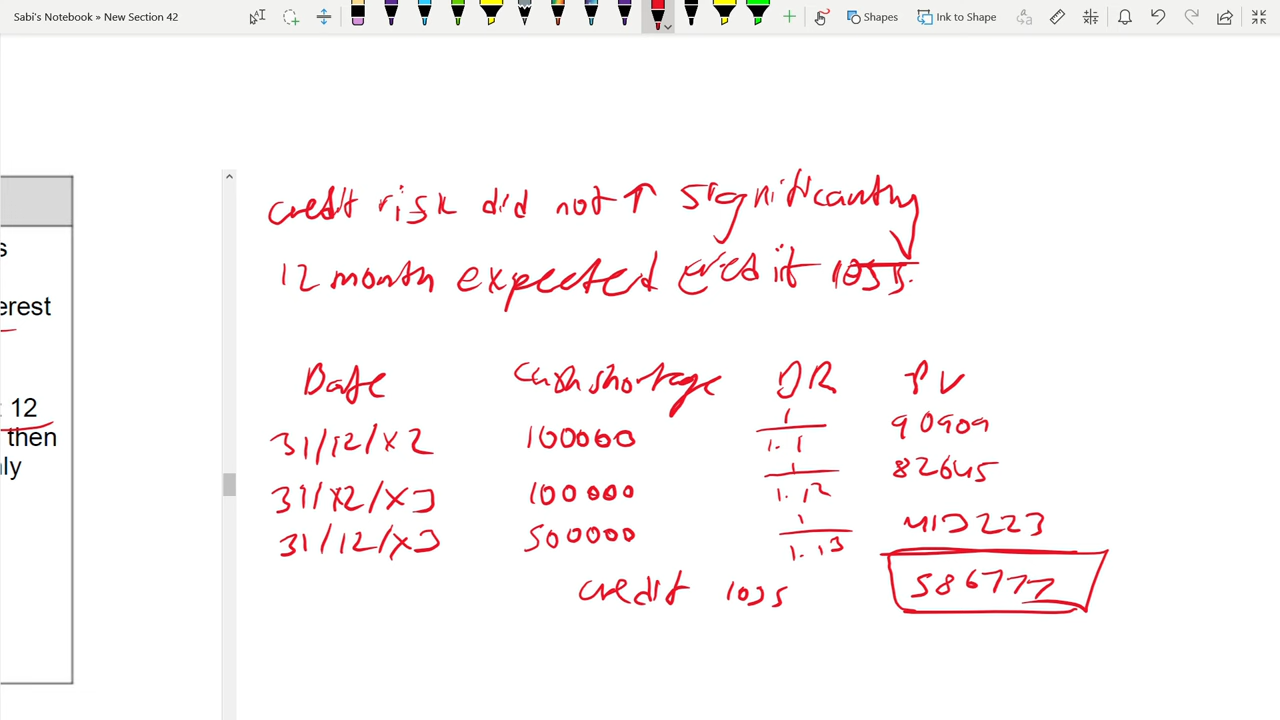 Sabi's Notebook » New Section 42
Shapes
Ink to Shape
s
erest
12
then
ly
credit risk did not ↑ significantly
12 month expected credit loss.
Date Cash shortage DR PV
31/12/X2 100000 1/1.1 90909
31/12/X3 100000 1/1.1² 82645
31/12/X3 500000 1/1.1³ 413223
credit loss 586777